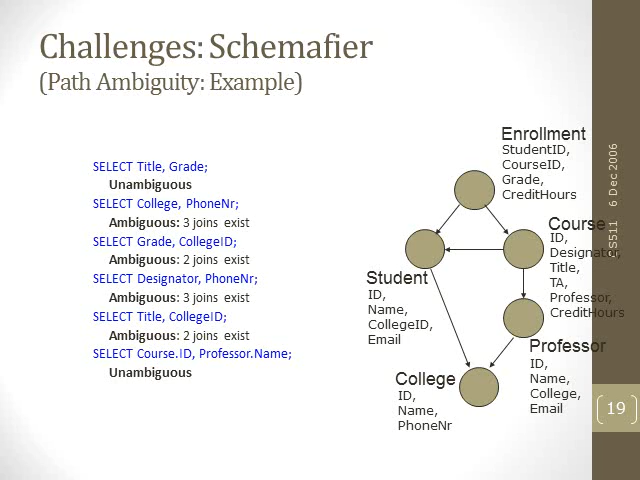 Challenges: Schemafier
(Path Ambiguity: Example)
SELECT Title, Grade;
Unambiguous
SELECT College, PhoneNr;
Ambiguous: 3 joins exist
SELECT Grade, CollegeID;
Ambiguous: 2 joins exist
SELECT Designator, PhoneNr;
Ambiguous: 3 joins exist
SELECT Title, CollegeID;
Ambiguous: 2 joins exist
SELECT Course.ID, Professor.Name;
Unambiguous
Enrollment
StudentID,
CourseID,
Grade,
CreditHours
Course
ID,
Designator,
Title,
TA,
Professor,
CreditHours
Student
ID,
Name,
CollegeID,
Email
Professor
ID,
Name,
College,
Email
College
ID,
Name,
PhoneNr
CS511 6 Dec 2006
19